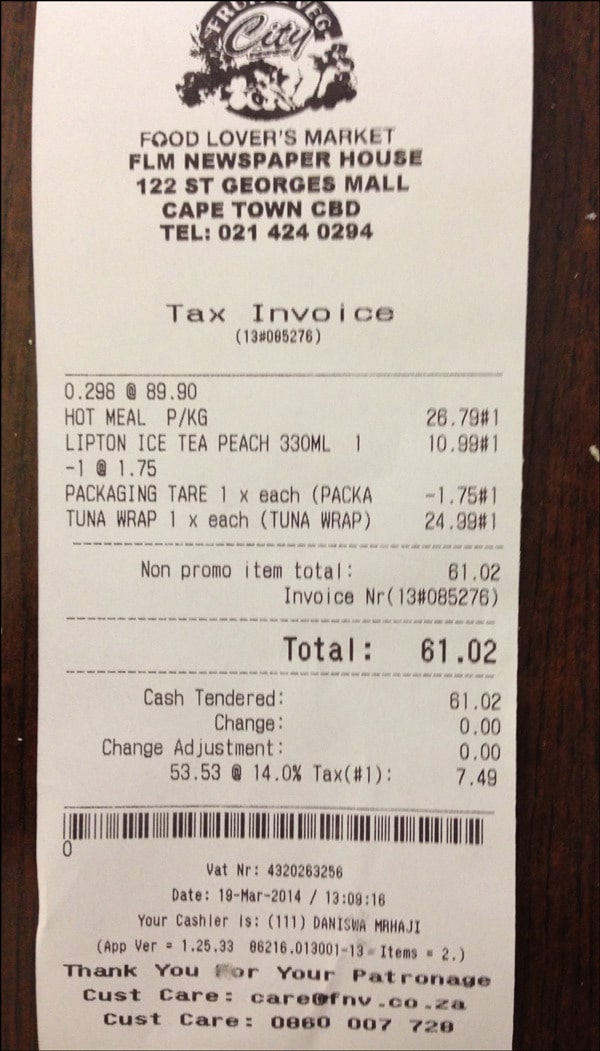 FRUIT & VEG
City
FOOD LOVER'S MARKET
FLM NEWSPAPER HOUSE
122 ST GEORGES MALL
CAPE TOWN CBD
TEL: 021 424 0294
Tax Invoice
(13#085276)
0.298 @ 89.90
HOT MEAL P/KG 26.79#1
LIPTON ICE TEA PEACH 330ML 1 10.99#1
-1 @ 1.75
PACKAGING TARE 1 x each (PACKA -1.75#1
TUNA WRAP 1 x each (TUNA WRAP) 24.99#1
Non promo item total: 61.02
Invoice Nr(13#085276)
Total: 61.02
Cash Tendered: 61.02
Change: 0.00
Change Adjustment: 0.00
53.53 @ 14.0% Tax(#1): 7.49
0
Vat Nr: 4320263256
Date: 19-Mar-2014 / 13:09:16
Your Cashier is: (111) DANISWA MRHAJI
(App Ver = 1.25.33 86216.013001-13 - Items = 2.)
Thank You For Your Patronage
Cust Care: care@fnv.co.za
Cust Care: 0860 007 728